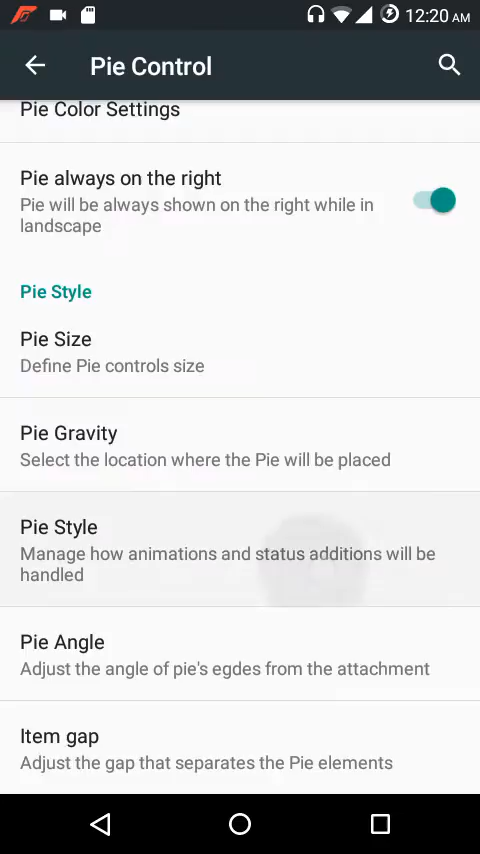 12:20 AM
Pie Control
Pie Color Settings
Pie always on the right
Pie will be always shown on the right while in
landscape
Pie Style
Pie Size
Define Pie controls size
Pie Gravity
Select the location where the Pie will be placed
Pie Style
Manage how animations and status additions will be
handled
Pie Angle
Adjust the angle of pie's egdes from the attachment
Item gap
Adjust the gap that separates the Pie elements